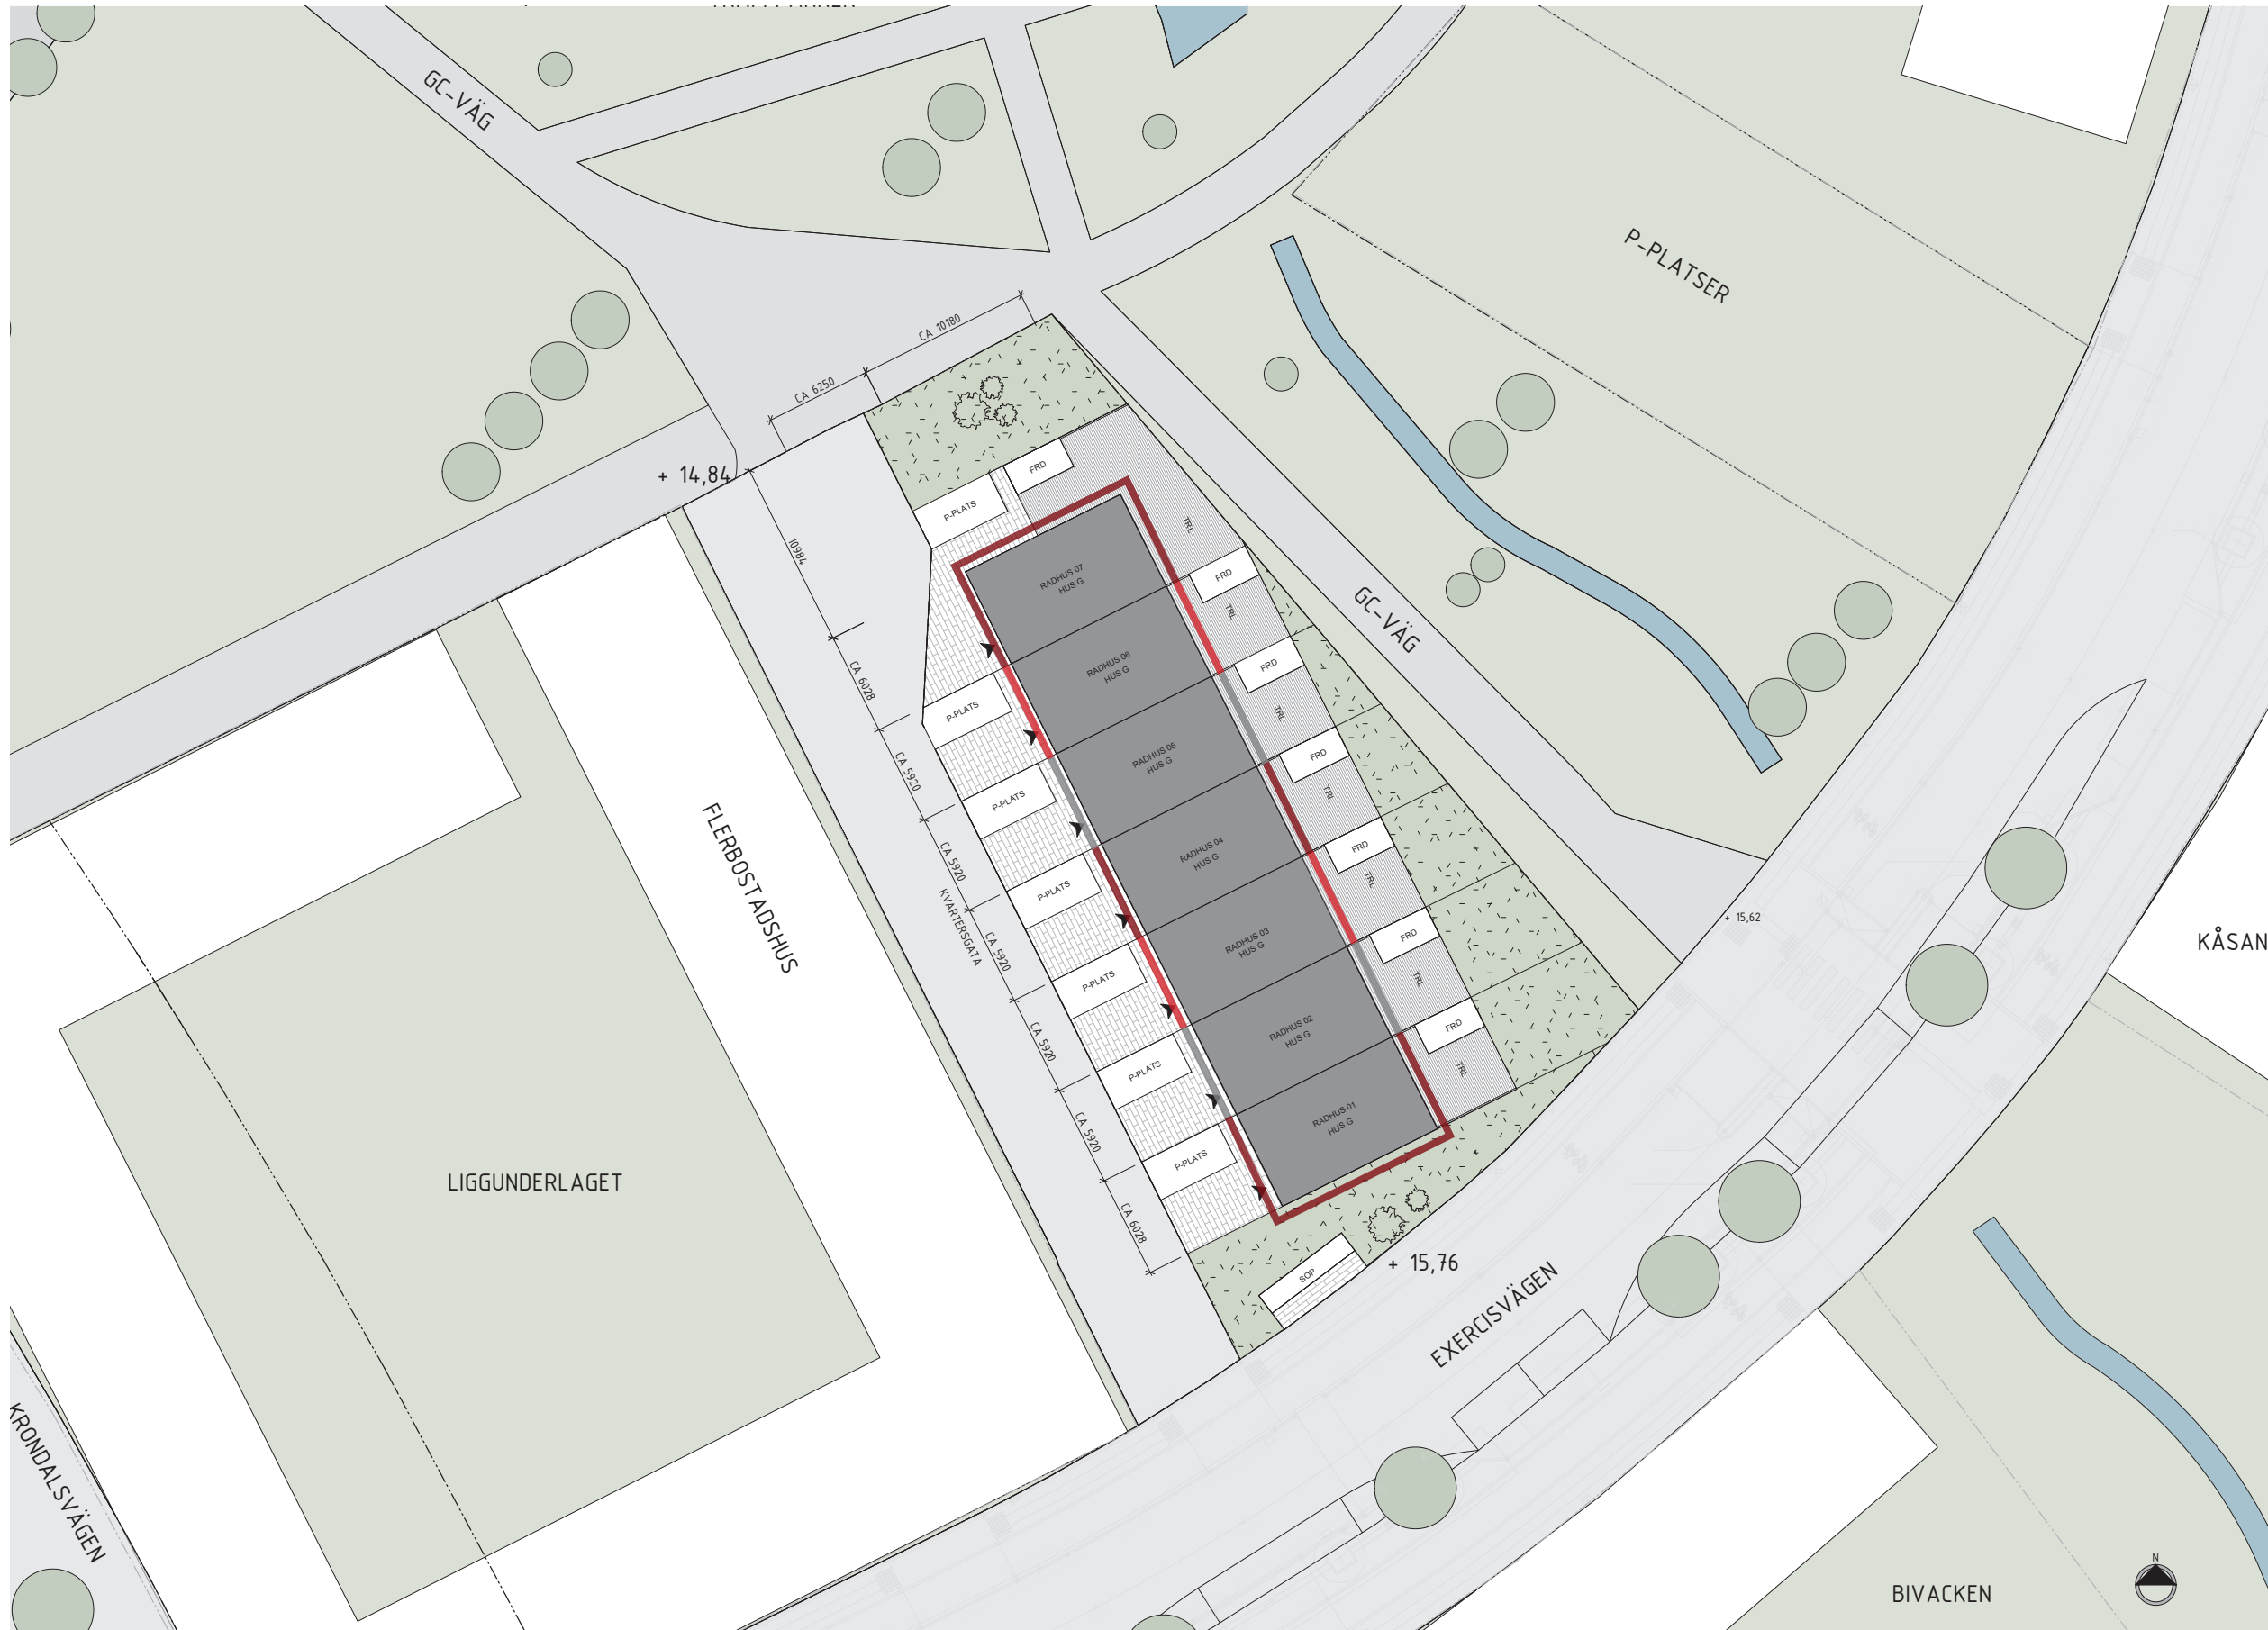 GC-VÄG
P-PLATSER
CA 10180
CA 6250
+ 14,84
10984
CA 6028
CA 5920
CA 5920
CA 5920
CA 5920
CA 5920
CA 6028
KVARTERSGATA
FLERBOSTADSHUS
LIGGUNDERLAGET
KRONDALSVÄGEN
P-PLATS
P-PLATS
P-PLATS
P-PLATS
P-PLATS
P-PLATS
P-PLATS
RADHUS 07
HUS G
RADHUS 06
HUS G
RADHUS 05
HUS G
RADHUS 04
HUS G
RADHUS 03
HUS G
RADHUS 02
HUS G
RADHUS 01
HUS G
FRD
TRL
FRD
TRL
FRD
TRL
FRD
TRL
FRD
TRL
FRD
TRL
FRD
TRL
GC-VÄG
+ 15,62
KÅSAN
SOP
+ 15,76
EXERCISVÄGEN
BIVACKEN
N